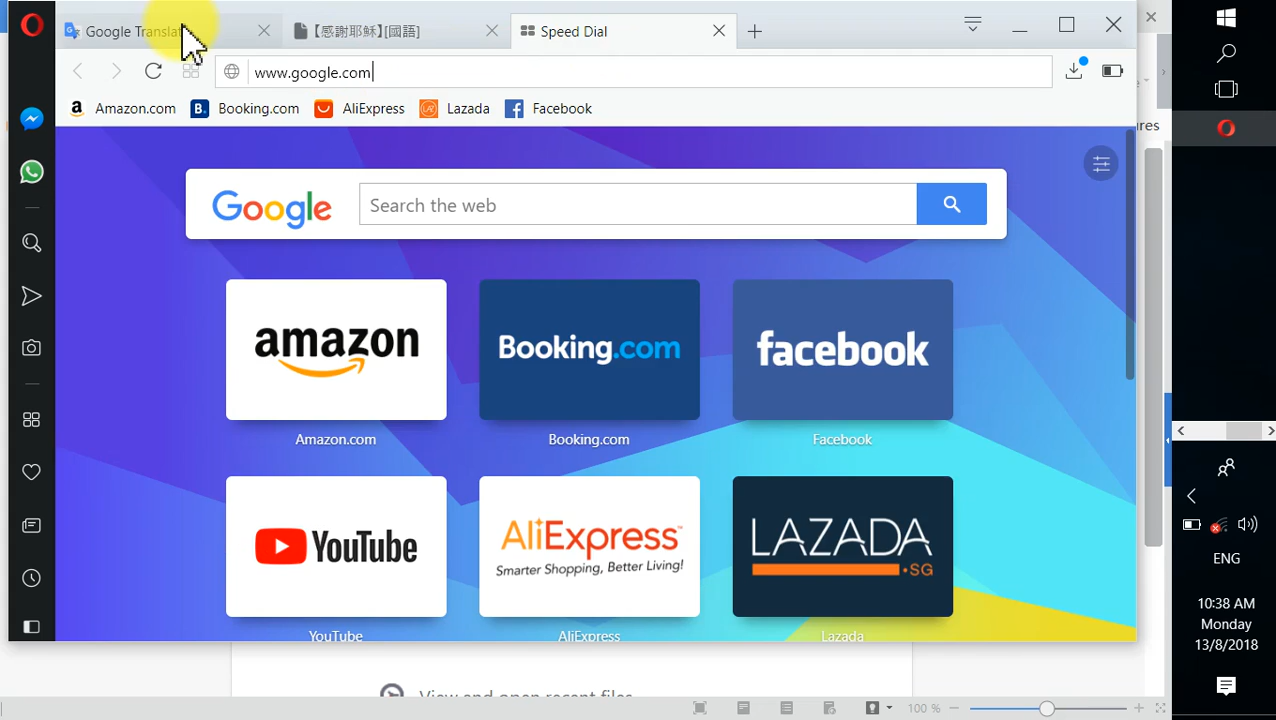 Google Translat
【感謝耶穌】[國語]
Speed Dial
www.google.com
Amazon.com
Booking.com
AliExpress
Lazada
Facebook
Google
Search the web
amazon
Booking.com
facebook
Amazon.com
Booking.com
Facebook
YouTube
AliExpress™
Smarter Shopping, Better Living!
LAZADA
.SG
YouTube
AliExpress
Lazada
View and open recent files
100 %
ures
ENG
10:38 AM
Monday
13/8/2018